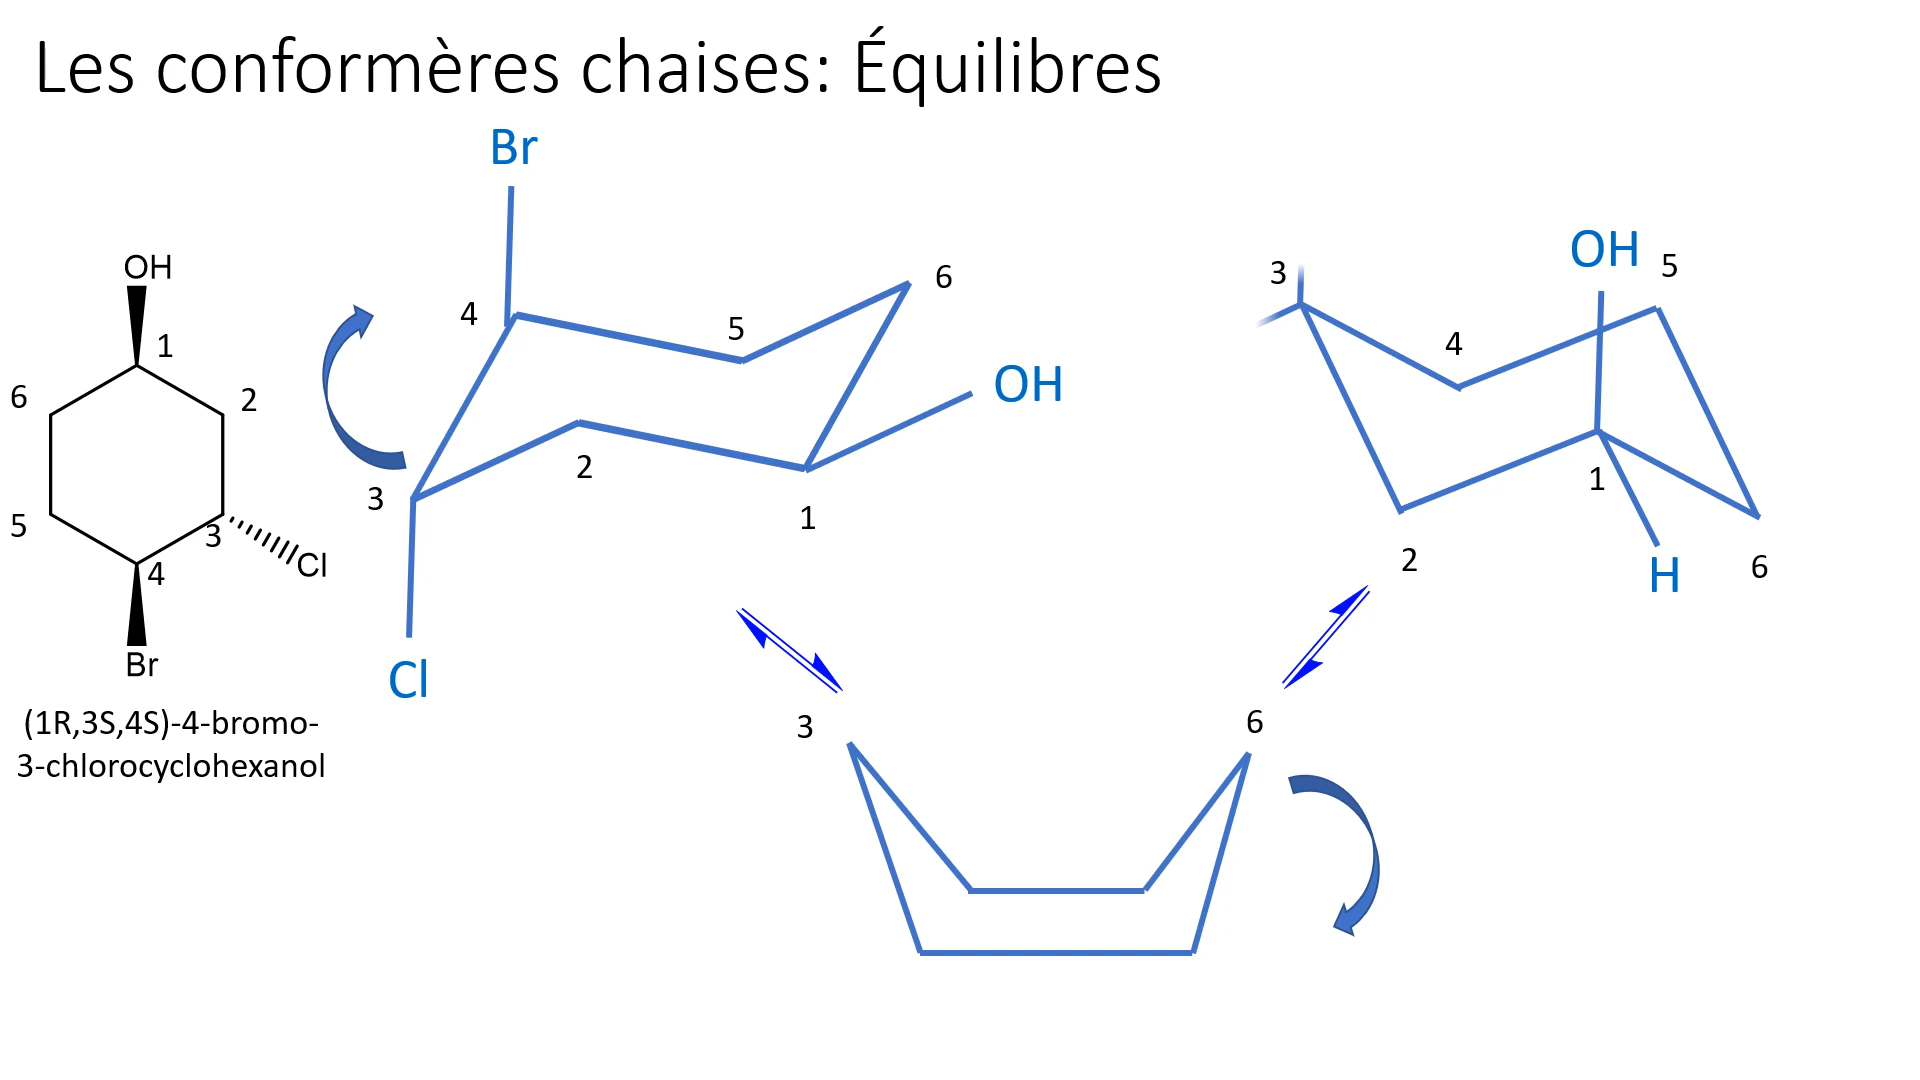 Les conformères chaises: Équilibres
OH
1
6
2
5
3
Cl
4
Br
(1R,3S,4S)-4-bromo-
3-chlorocyclohexanol
Br
4
5
6
OH
3
2
1
Cl
3
OH
5
4
1
2
H
6
3
6